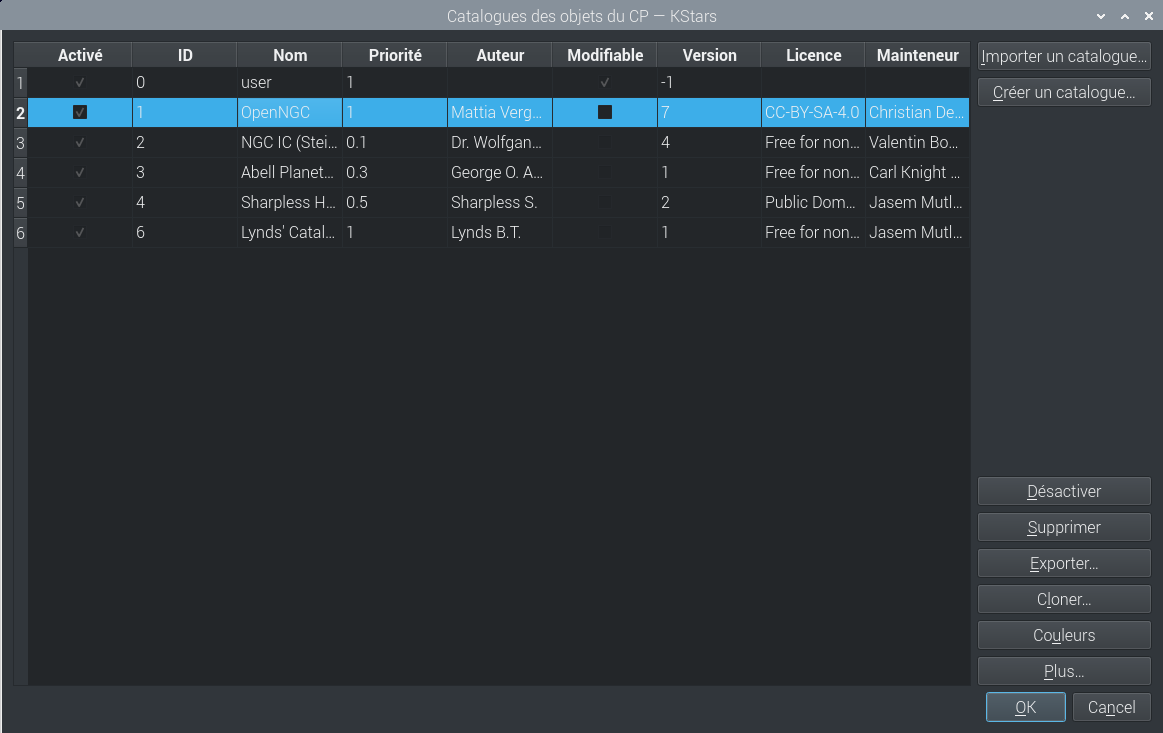 Catalogues des objets du CP — KStars
Activé ID Nom Priorité Auteur Modifiable Version Licence Mainteneur
1 0 user 1 -1
2 1 OpenNGC 1 Mattia Verg... 7 CC-BY-SA-4.0 Christian De...
3 2 NGC IC (Stei... 0.1 Dr. Wolfgan... 4 Free for non... Valentin Bo...
4 3 Abell Planet... 0.3 George O. A... 1 Free for non... Carl Knight ...
5 4 Sharpless H... 0.5 Sharpless S. 2 Public Dom... Jasem Mutl...
6 6 Lynds' Catal... 1 Lynds B.T. 1 Free for non... Jasem Mutl...
Importer un catalogue...
Créer un catalogue...
Désactiver
Supprimer
Exporter...
Cloner...
Couleurs
Plus...
OK Cancel